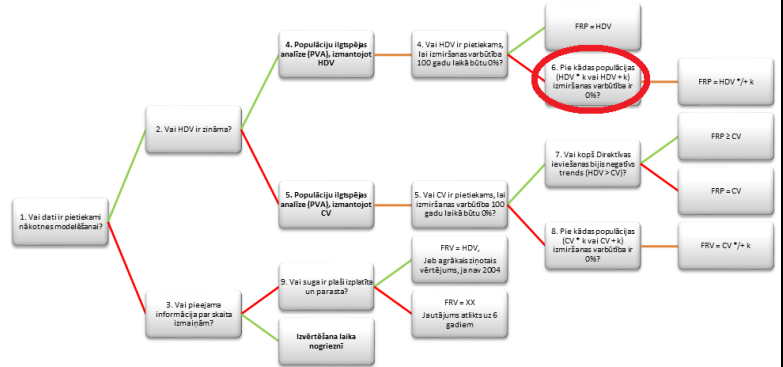 1. Vai dati ir pietiekami
nākotnes modelēšanai?
2. Vai HDV ir zināma?
4. Populāciju ilgtspējas
analīze (PVA), izmantojot
HDV
4. Vai HDV ir pietiekams,
lai izmiršanas varbūtība
100 gadu laikā būtu 0%?
FRP = HDV
6. Pie kādas populācijas
(HDV * k vai HDV + k)
izmiršanas varbūtība ir
0%?
FRP = HDV */+ k
5. Populāciju ilgtspējas
analīze (PVA), izmantojot
CV
5. Vai CV ir pietiekams, lai
izmiršanas varbūtība 100
gadu laikā būtu 0%?
7. Vai kopš Direktīvas
ieviešanas bijis negatīvs
trends (HDV > CV)?
FRP ≥ CV
FRP = CV
8. Pie kādas populācijas
(CV * k vai CV + k)
izmiršanas varbūtība ir
0%?
FRV = CV */+ k
3. Vai pieejama
informācija par skaita
izmaiņām?
9. Vai suga ir plaši izplatīta
un parasta?
FRV = HDV,
Jeb agrākais ziņotais
vērtējums, ja nav 2004
FRV = XX
Jautājums atlikts uz 6
gadiem
Izvērtēšana laika
nogrieznī